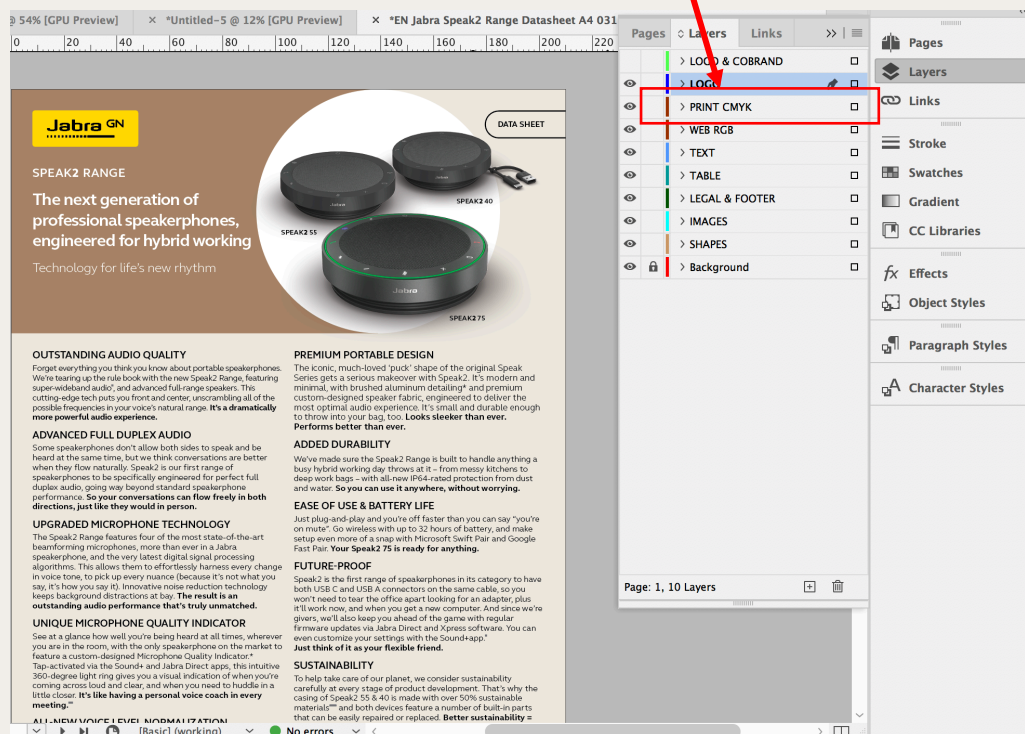 54% [GPU Preview]
× *Untitled-5 @ 12% [GPU Preview]
× *EN Jabra Speak2 Range Datasheet A4 031
0 20 40 60 80 100 120 140 160 180 200 220
Pages Layers Links
LOGO & COBRAND
LOGO
PRINT CMYK
WEB RGB
TEXT
TABLE
LEGAL & FOOTER
IMAGES
SHAPES
Background
Page: 1, 10 Layers
Pages
Layers
Links
Stroke
Swatches
Gradient
CC Libraries
fx Effects
Object Styles
Paragraph Styles
Character Styles
Jabra GN
DATA SHEET
SPEAK2 RANGE
The next generation of
professional speakerphones,
engineered for hybrid working
Technology for life's new rhythm
SPEAK2 40
SPEAK2 55
Jabra
SPEAK2 75
OUTSTANDING AUDIO QUALITY
Forget everything you think you know about portable speakerphones.
We're tearing up the rule book with the new Speak2 Range, featuring
super-wideband audio, and advanced full-range speakers. This
cutting-edge tech puts you front and center, unscrambling all of the
possible frequencies in your voice's natural range. It's a dramatically
more powerful audio experience.
ADVANCED FULL DUPLEX AUDIO
Some speakerphones don't allow both sides to speak and be
heard at the same time, but we think conversations are better
when they flow naturally. Speak2 is our first range of
speakerphones to be specifically engineered for perfect full
duplex audio, going way beyond standard speakerphone
performance. So your conversations can flow freely in both
directions, just like they would in person.
UPGRADED MICROPHONE TECHNOLOGY
The Speak2 Range features four of the most state-of-the-art
beamforming microphones, more than ever in a Jabra
speakerphone, and the very latest digital signal processing
algorithms. This allows them to effortlessly harness every change
in voice tone, to pick up every nuance (because it's not what you
say, it's how you say it). Innovative noise reduction technology
keeps background distractions at bay. The result is an
outstanding audio performance that's truly unmatched.
UNIQUE MICROPHONE QUALITY INDICATOR
See at a glance how well you're being heard at all times, wherever
you are in the room, with the only speakerphone on the market to
feature a custom-designed Microphone Quality Indicator.*
Tap-activated via the Sound+ and Jabra Direct apps, this intuitive
360-degree light ring gives you a visual indication of when you're
coming across loud and clear, and when you need to huddle in a
little closer. It's like having a personal voice coach in every
meeting.
ALL-NEW VOICE LEVEL NORMALIZATION
PREMIUM PORTABLE DESIGN
The iconic, much-loved 'puck' shape of the original Speak
Series gets a serious makeover with Speak2. It's modern and
minimal, with brushed aluminum detailing* and premium
custom-designed speaker fabric, engineered to deliver the
most optimal audio experience. It's small and durable enough
to throw into your bag, too. Looks sleeker than ever.
Performs better than ever.
ADDED DURABILITY
We've made sure the Speak2 Range is built to handle anything a
busy hybrid working day throws at it – from messy kitchens to
deep work bags – with all-new IP64-rated protection from dust
and water. So you can use it anywhere, without worrying.
EASE OF USE & BATTERY LIFE
Just plug-and-play and you're off faster than you can say "you're
on mute". Go wireless with up to 32 hours of battery, and make
setup even more of a snap with Microsoft Swift Pair and Google
Fast Pair. Your Speak2 75 is ready for anything.
FUTURE-PROOF
Speak2 is the first range of speakerphones in its category to have
both USB C and USB A connectors on the same cable, so you
won't need to tear the office apart looking for an adapter, plus
it'll work now, and when you get a new computer. And since we're
givers, we'll also keep you ahead of the game with regular
firmware updates via Jabra Direct and Xpress software. You can
even customize your settings with the Sound+app.
Just think of it as your flexible friend.
SUSTAINABILITY
To help take care of our planet, we consider sustainability
carefully at every stage of product development. That's why the
casing of Speak2 55 & 40 is made with over 50% sustainable
materials and both devices feature a number of built-in parts
that can be easily repaired or replaced. Better sustainability =
[Basic] (working)
No errors